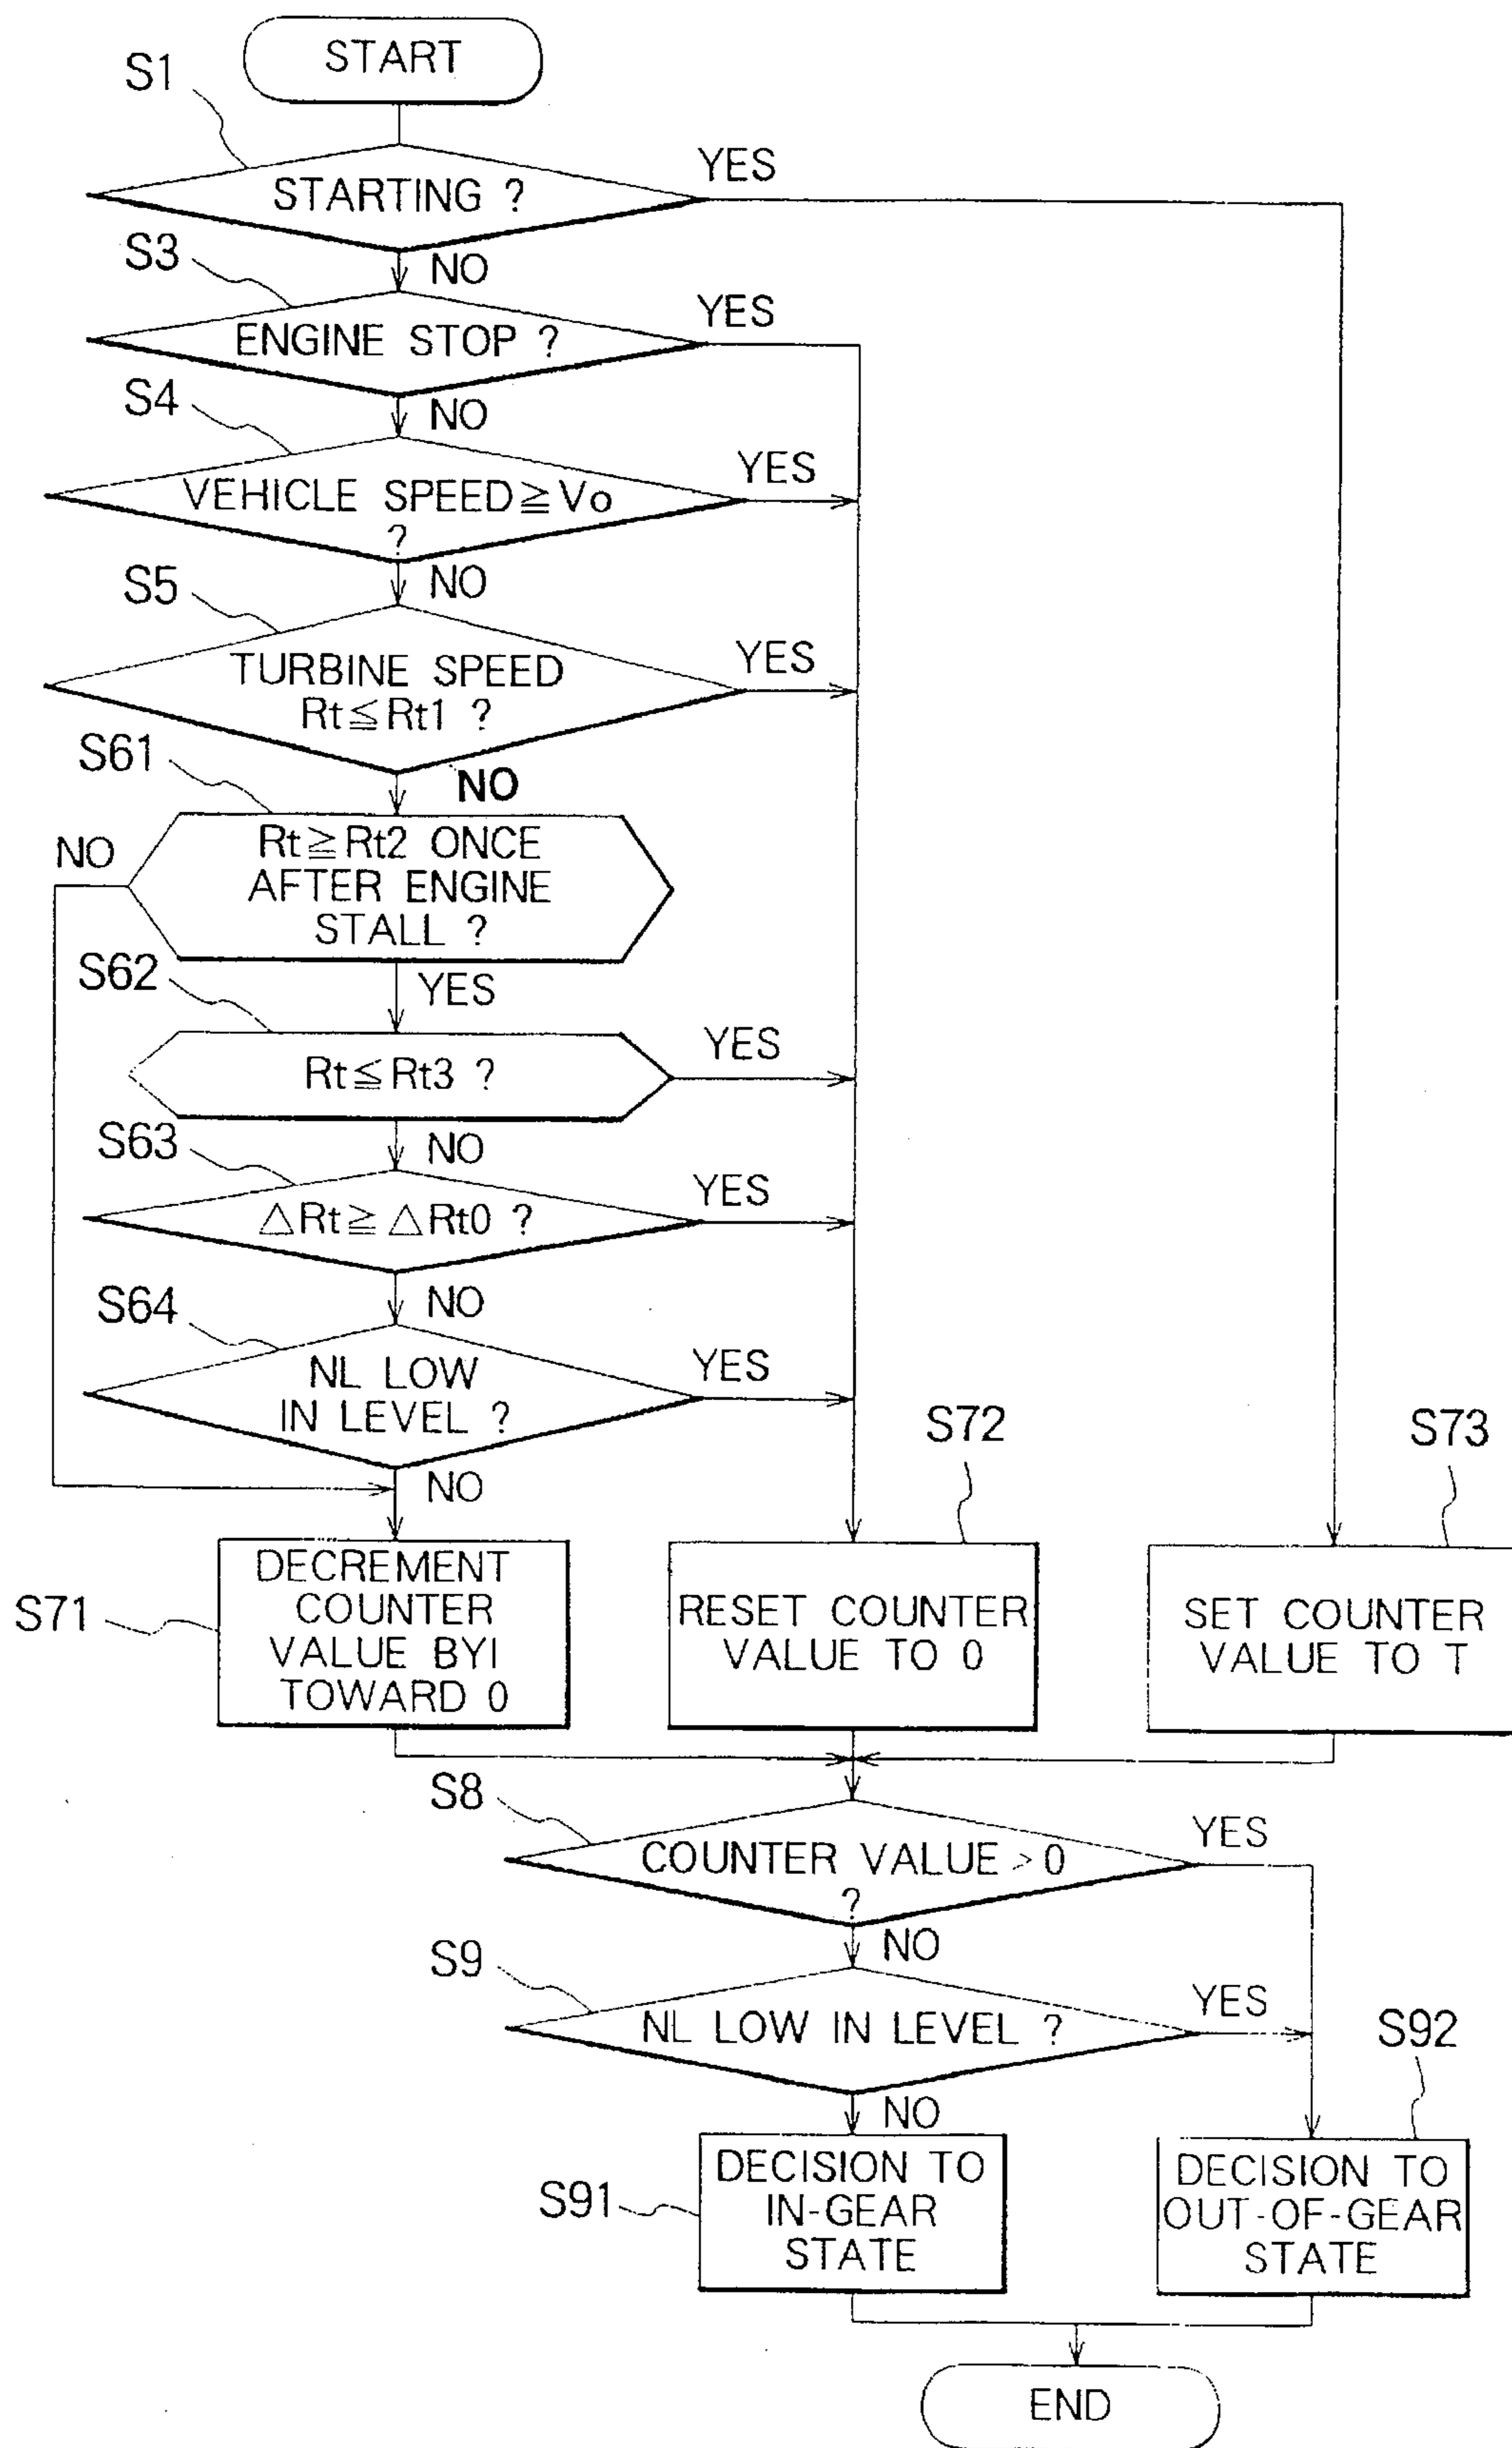 START
S1
STARTING ?
YES
NO
S3
ENGINE STOP ?
YES
NO
S4
VEHICLE SPEED≧Vo
?
YES
NO
S5
TURBINE SPEED
Rt≦Rt1 ?
YES
NO
S61
Rt≧Rt2 ONCE
AFTER ENGINE
STALL ?
NO
YES
S62
Rt≦Rt3 ?
YES
NO
S63
△Rt≧△Rt0 ?
YES
NO
S64
NL LOW
IN LEVEL ?
YES
NO
S71
DECREMENT
COUNTER
VALUE BY1
TOWARD 0
S72
RESET COUNTER
VALUE TO 0
S73
SET COUNTER
VALUE TO T
S8
COUNTER VALUE >0
?
YES
NO
S9
NL LOW IN LEVEL ?
YES
NO
S91
DECISION TO
IN-GEAR
STATE
S92
DECISION TO
OUT-OF-GEAR
STATE
END